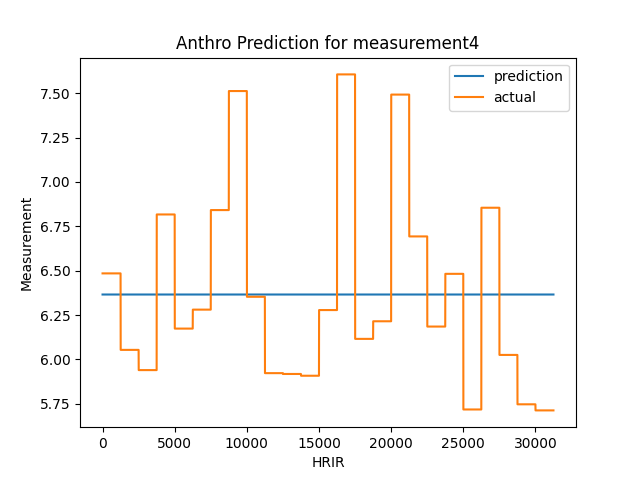 Anthro Prediction for measurement4
prediction
actual
Measurement
7.50
7.25
7.00
6.75
6.50
6.25
6.00
5.75
0 5000 10000 15000 20000 25000 30000
HRIR